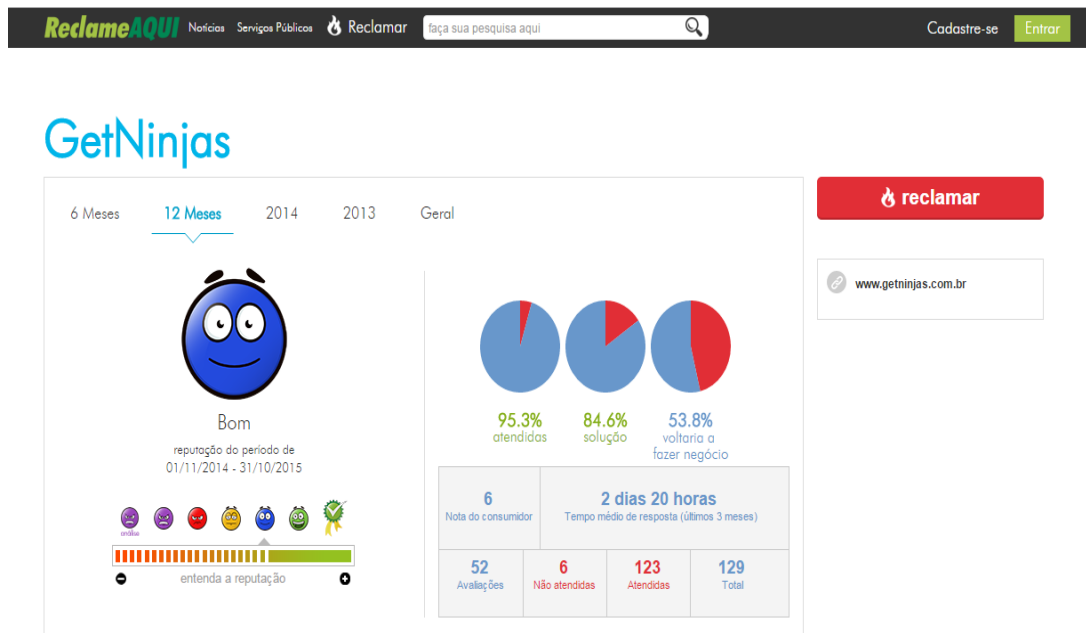 ReclameAQUI Notícias Serviços Públicos Reclamar faça sua pesquisa aqui Cadastre-se Entrar
GetNinjas
6 Meses 12 Meses 2014 2013 Geral
reclamar
www.getninjas.com.br
Bom
reputação do período de
01/11/2014 - 31/10/2015
análise
entenda a reputação
95.3% 84.6% 53.8%
atendidas solução voltaria a
fazer negócio
6 2 dias 20 horas
Nota do consumidor Tempo médio de resposta (últimos 3 meses)
52 6 123 129
Avaliações Não atendidas Atendidas Total